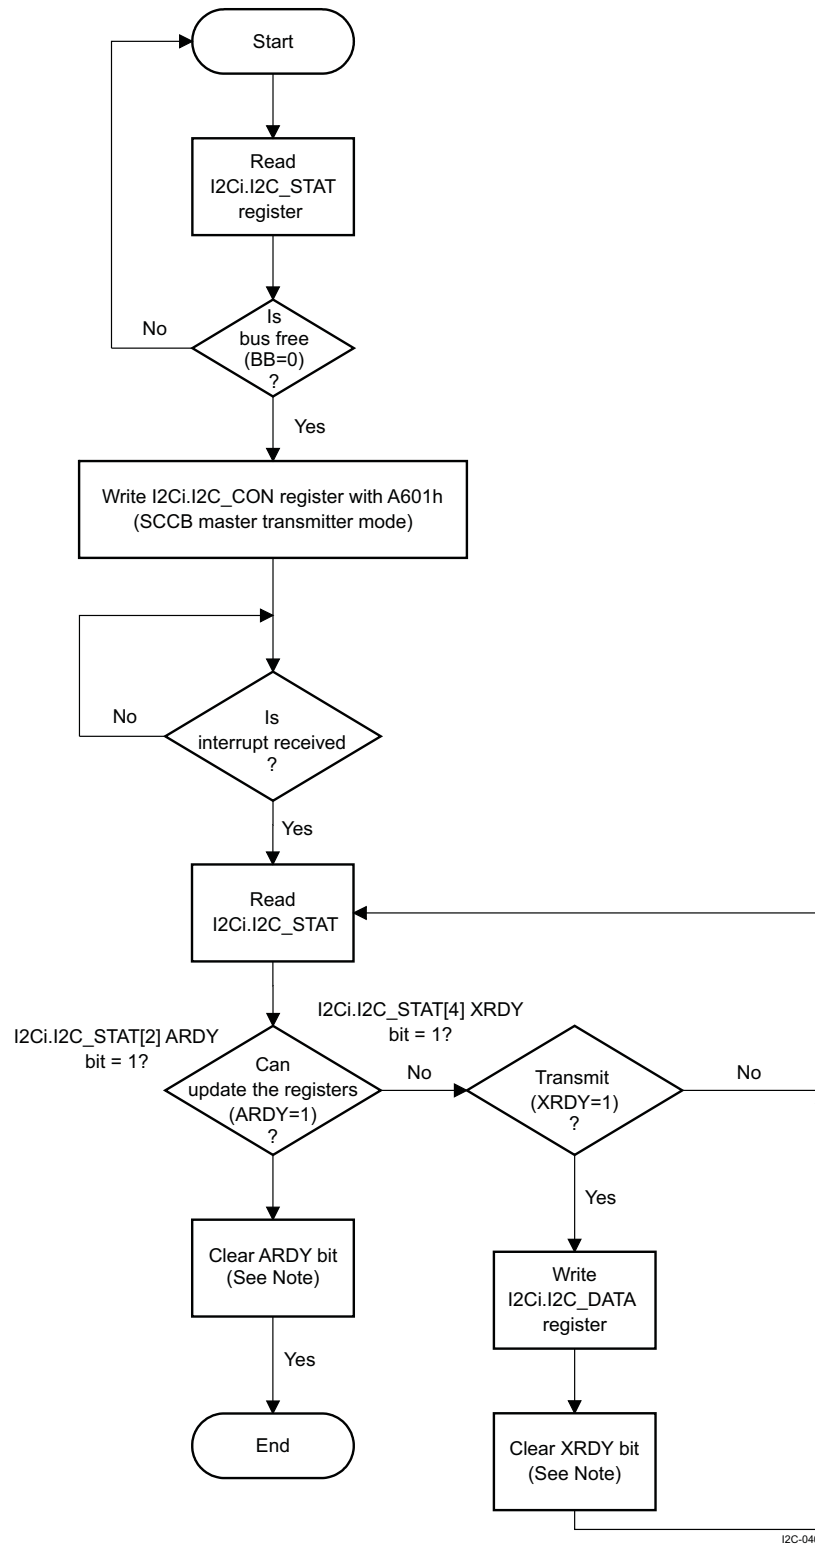 Start
Read
I2Ci.I2C_STAT
register
Is
bus free
(BB=0)
?
No
Yes
Write I2Ci.I2C_CON register with A601h
(SCCB master transmitter mode)
Is
interrupt received
?
No
Yes
Read
I2Ci.I2C_STAT
I2Ci.I2C_STAT[2] ARDY
bit = 1?
I2Ci.I2C_STAT[4] XRDY
bit = 1?
Can
update the registers
(ARDY=1)
?
No
Transmit
(XRDY=1)
?
No
Yes
Clear ARDY bit
(See Note)
Write
I2Ci.I2C_DATA
register
Yes
End
Clear XRDY bit
(See Note)